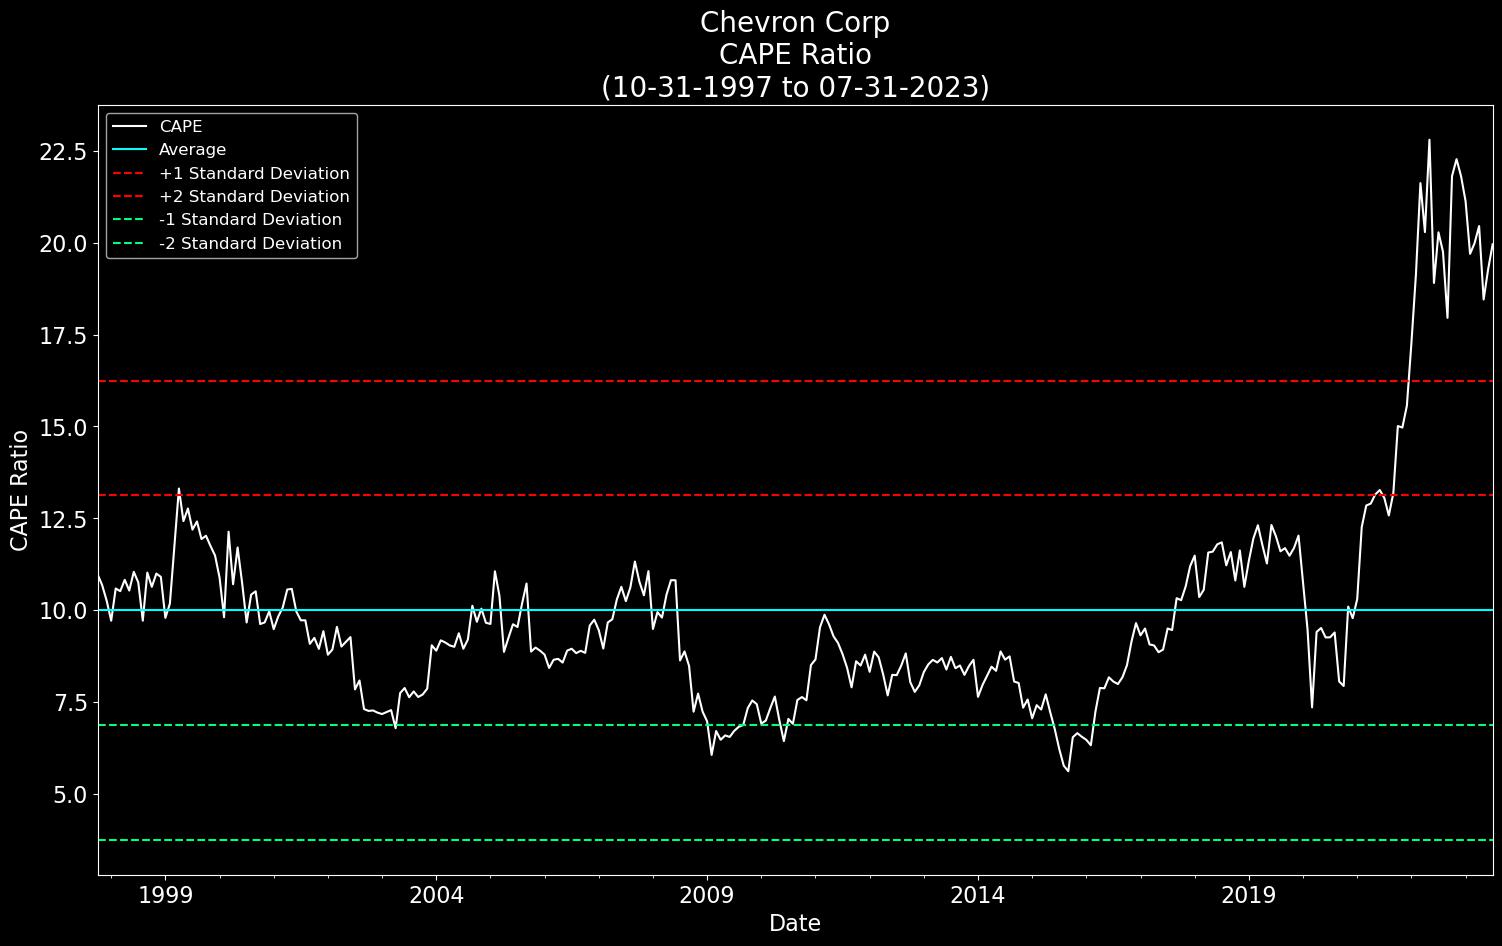 Chevron Corp
CAPE Ratio
(10-31-1997 to 07-31-2023)
CAPE
Average
+1 Standard Deviation
+2 Standard Deviation
-1 Standard Deviation
-2 Standard Deviation
CAPE Ratio
22.5
20.0
17.5
15.0
12.5
10.0
7.5
5.0
1999
2004
2009
2014
2019
Date